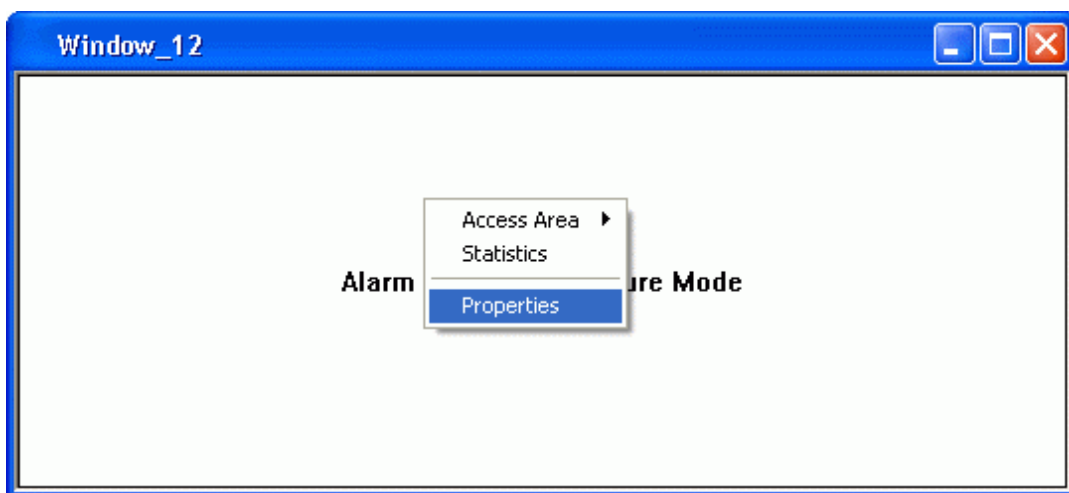 Window_12
Access Area
Statistics
Alarm ure Mode
Properties